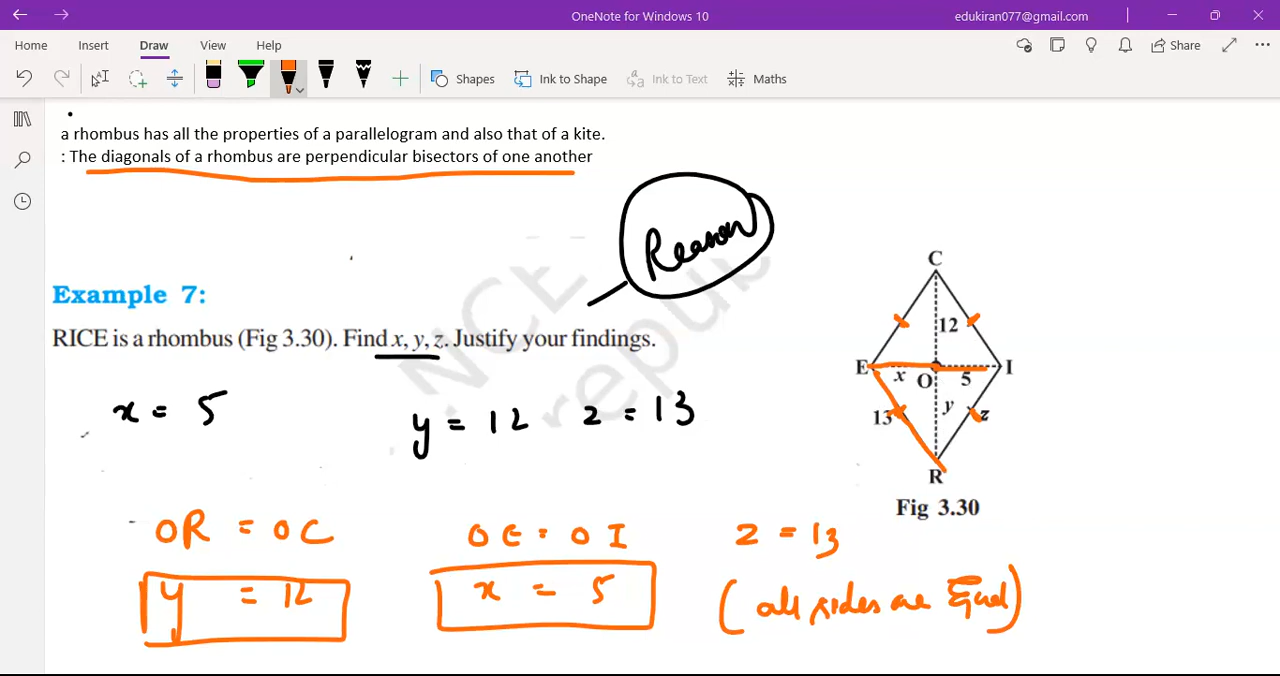 OneNote for Windows 10
edukiran077@gmail.com
Home Insert Draw View Help
Share
Shapes Ink to Shape Ink to Text Maths
a rhombus has all the properties of a parallelogram and also that of a kite.
: The diagonals of a rhombus are perpendicular bisectors of one another
Reason
Example 7:
RICE is a rhombus (Fig 3.30). Find x, y, z. Justify your findings.
x = 5 y = 12 z = 13
C
12
E x O 5 I
13 y z
R
Fig 3.30
OR = OC OE = OI z = 13
y = 12 x = 5 (all sides are Equal)